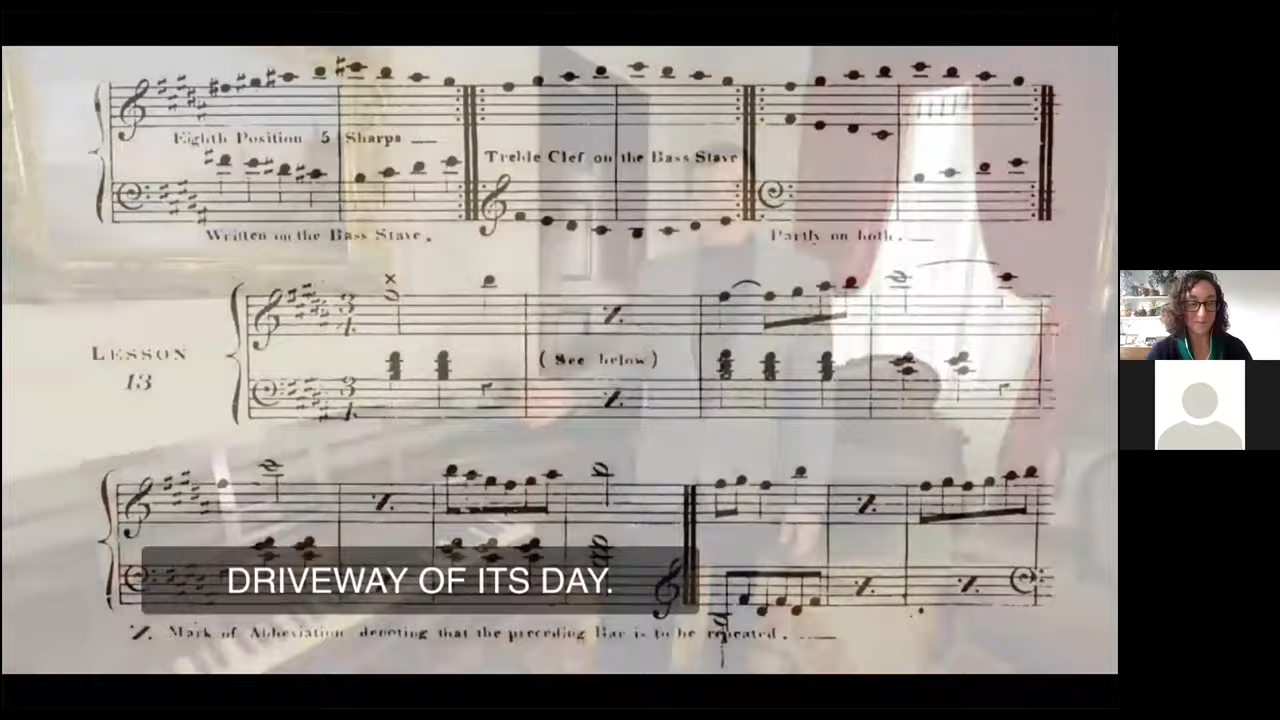 Eighth Position 5 Sharps
Treble Clef on the Bass Stave
Written on the Bass Stave.
Partly on both.
LESSON
13
(See below)
DRIVEWAY OF ITS DAY.
Mark of Abbreviation denoting that the preceding Bar is to be repeated.